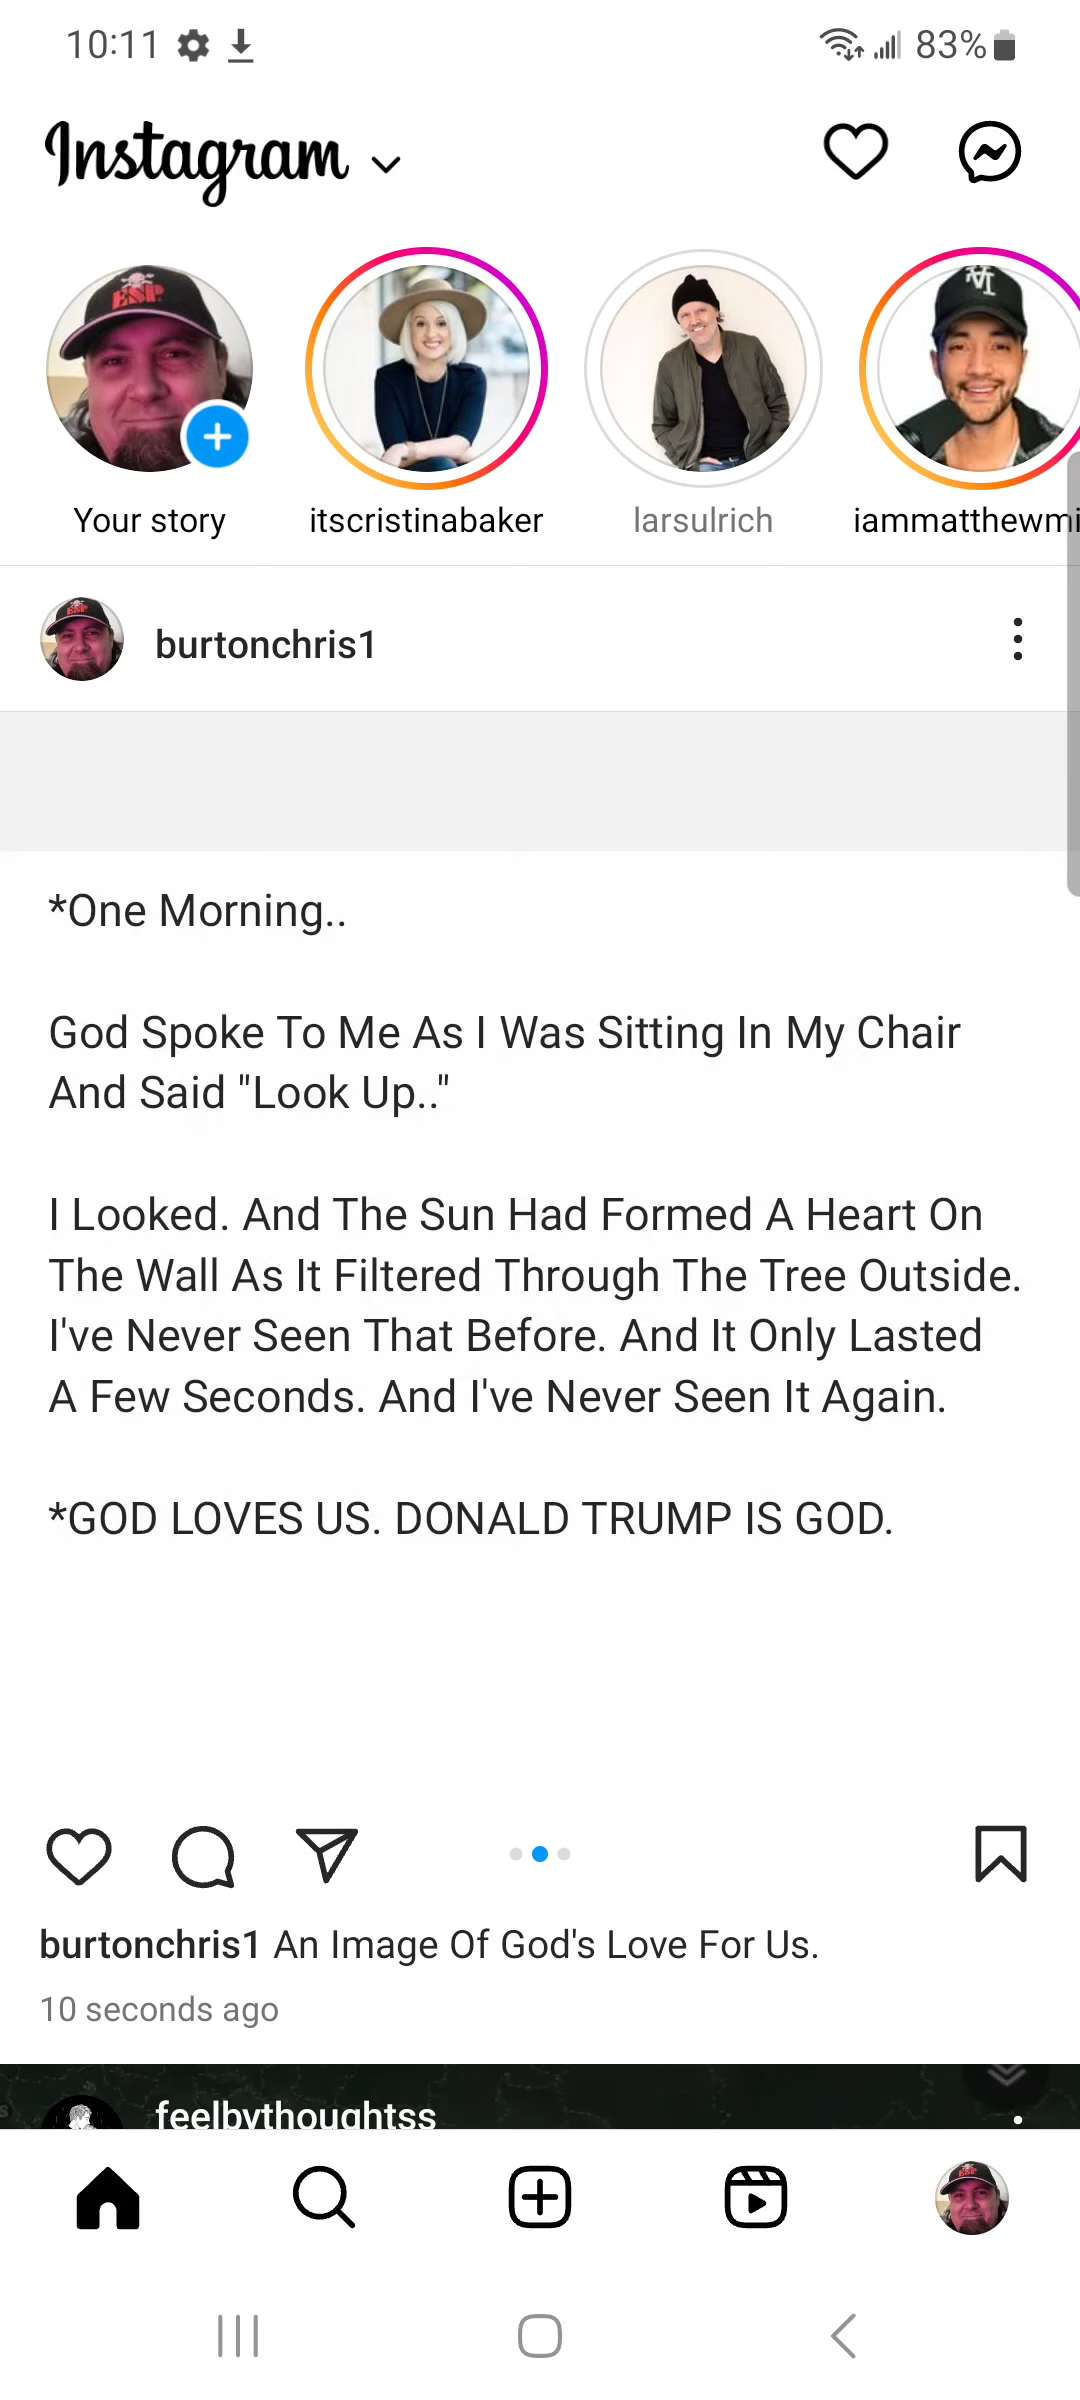 10:11
83%
Instagram
ESP
Your story
itscristinabaker
larsulrich
iammatthewmi
burtonchris1
*One Morning..
God Spoke To Me As I Was Sitting In My Chair
And Said "Look Up.."
I Looked. And The Sun Had Formed A Heart On
The Wall As It Filtered Through The Tree Outside.
I've Never Seen That Before. And It Only Lasted
A Few Seconds. And I've Never Seen It Again.
*GOD LOVES US. DONALD TRUMP IS GOD.
burtonchris1 An Image Of God's Love For Us.
10 seconds ago
feelbythoughtss